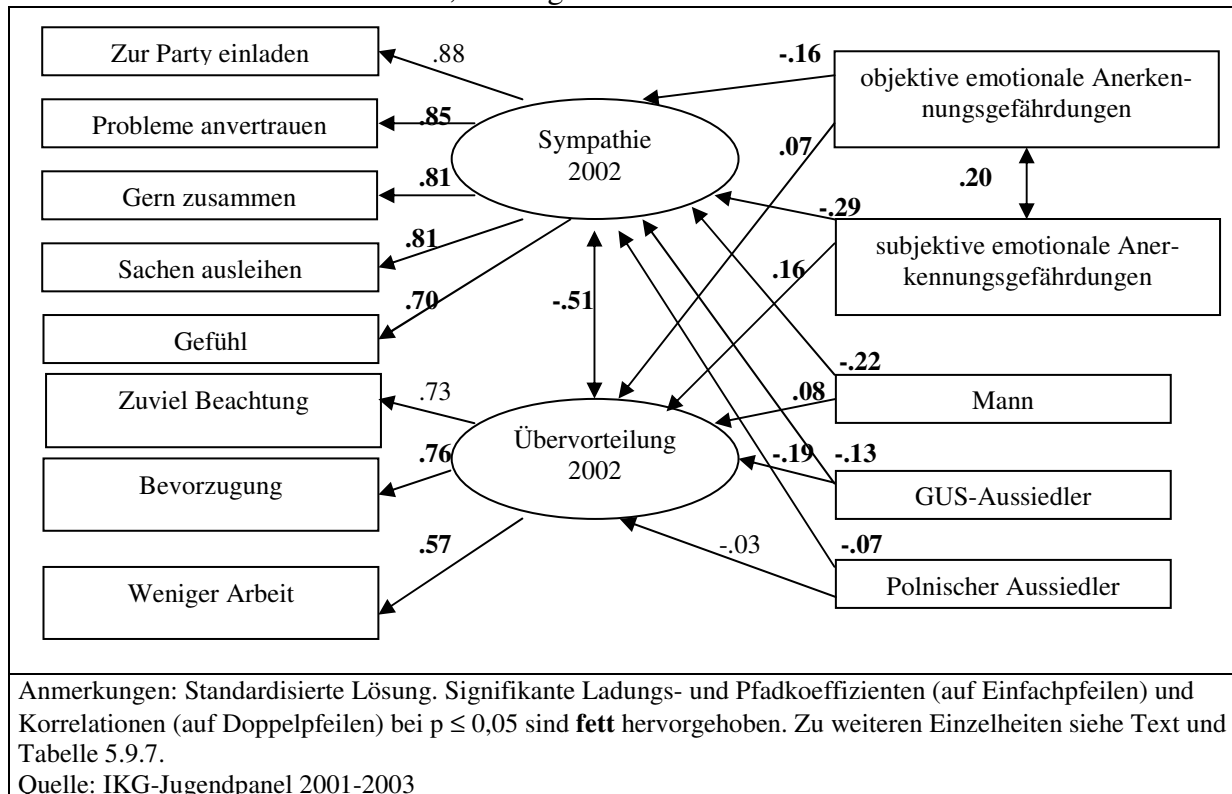 Zur Party einladen
Probleme anvertrauen
Gern zusammen
Sachen ausleihen
Gefühl
Zuviel Beachtung
Bevorzugung
Weniger Arbeit
.88
.85
.81
.81
.70
.73
.76
.57
Sympathie
2002
-.51
Übervorteilung
2002
-.16
.07
-.29
.16
-.22
.08
-.19
-.13
-.03
-.07
objektive emotionale Anerken-
nungsgefährdungen
.20
subjektive emotionale Aner-
kennungsgefährdungen
Mann
GUS-Aussiedler
Polnischer Aussiedler
Anmerkungen: Standardisierte Lösung. Signifikante Ladungs- und Pfadkoeffizienten (auf Einfachpfeilen) und
Korrelationen (auf Doppelpfeilen) bei p ≤ 0,05 sind fett hervorgehoben. Zu weiteren Einzelheiten siehe Text und
Tabelle 5.9.7.
Quelle: IKG-Jugendpanel 2001-2003